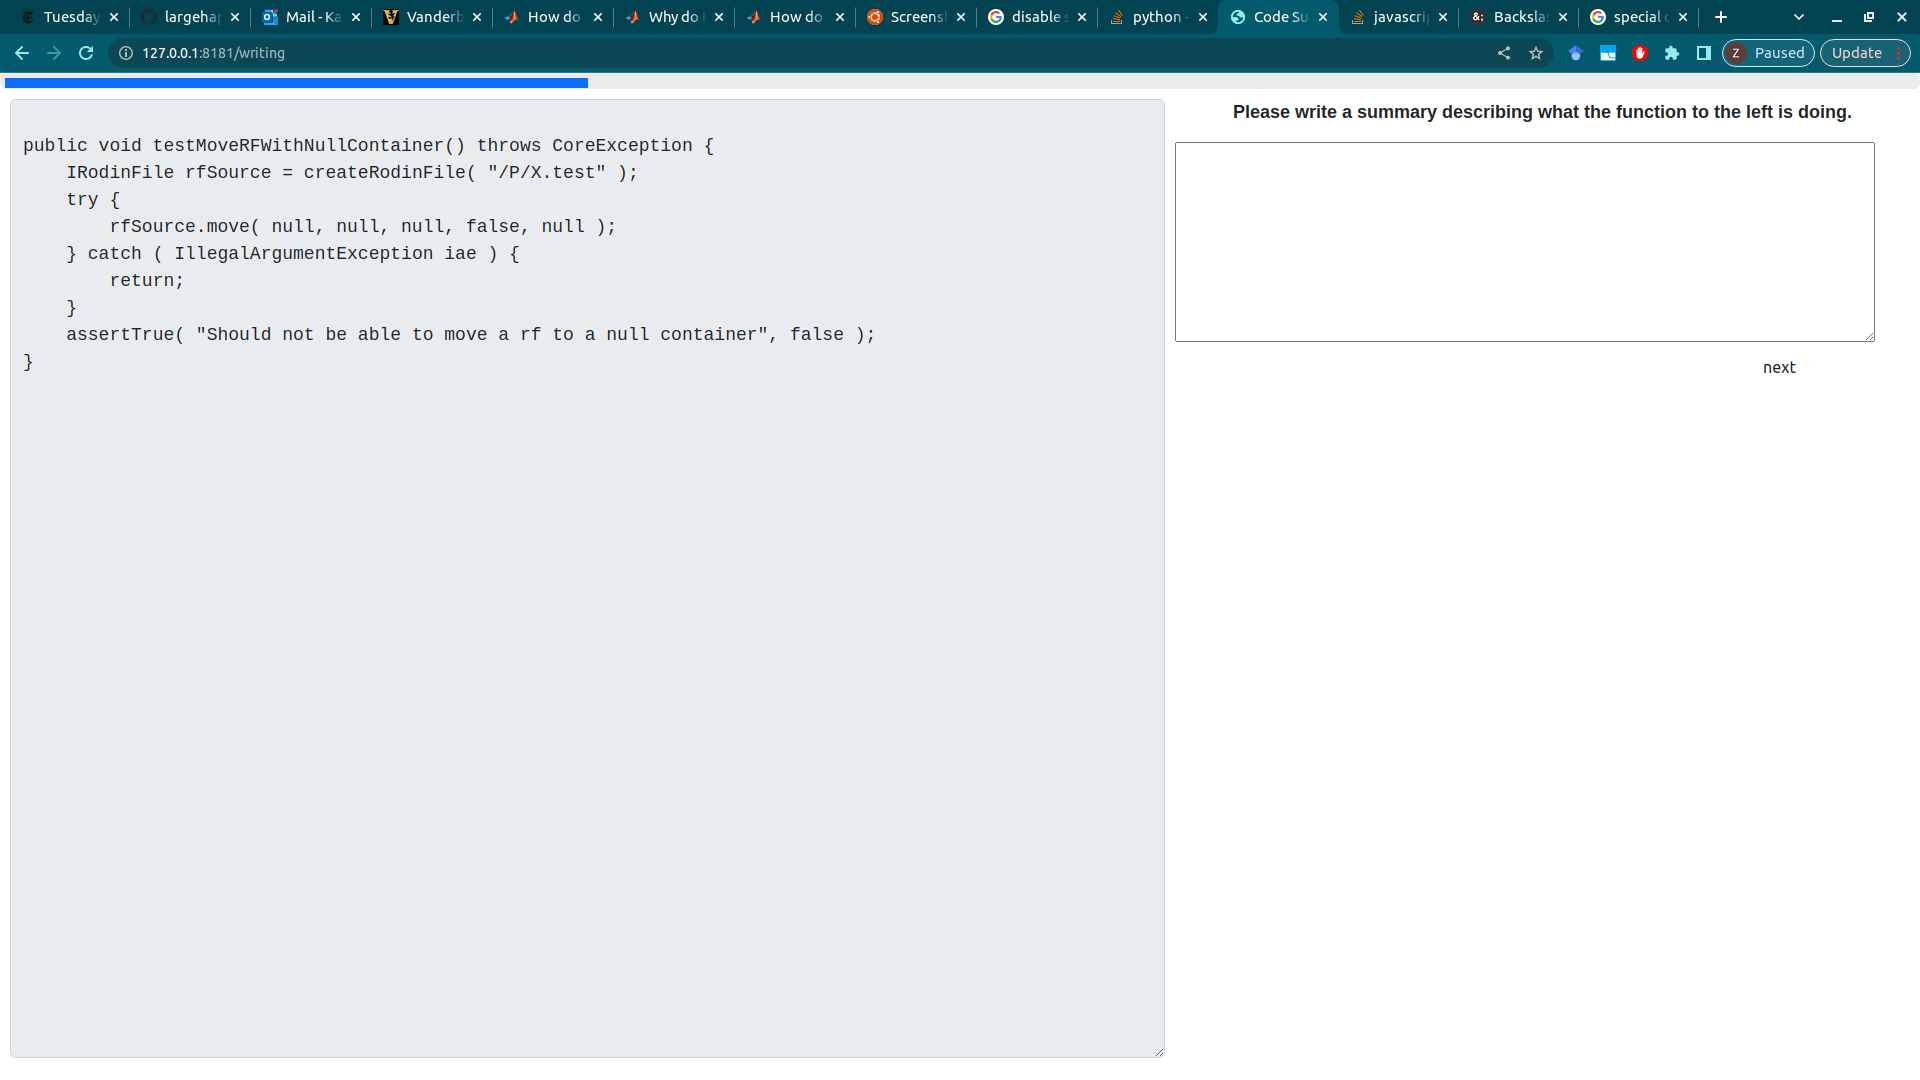 Tuesday
largehap
Mail - Ka
Vanderb
How do
Why do
How do
Screens
disable
python -
Code Su
javascri
Backsla
special
127.0.0.1:8181/writing
Z Paused
Update
public void testMoveRFWithNullContainer() throws CoreException {
    IRodinFile rfSource = createRodinFile( "/P/X.test" );
    try {
        rfSource.move( null, null, null, false, null );
    } catch ( IllegalArgumentException iae ) {
        return;
    }
    assertTrue( "Should not be able to move a rf to a null container", false );
}
Please write a summary describing what the function to the left is doing.
next